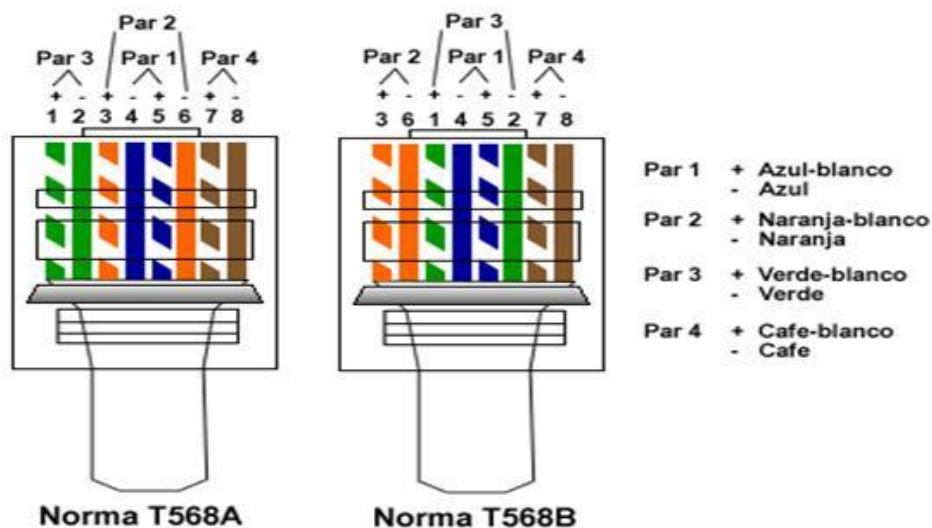 Par 2
Par 3 Par 1 Par 4
+ - + - + - + -
1 2 3 4 5 6 7 8
Norma T568A
Par 3
Par 2 Par 1 Par 4
+ - + - + - + -
3 6 1 4 5 2 7 8
Norma T568B
Par 1 + Azul-blanco
- Azul
Par 2 + Naranja-blanco
- Naranja
Par 3 + Verde-blanco
- Verde
Par 4 + Cafe-blanco
- Cafe